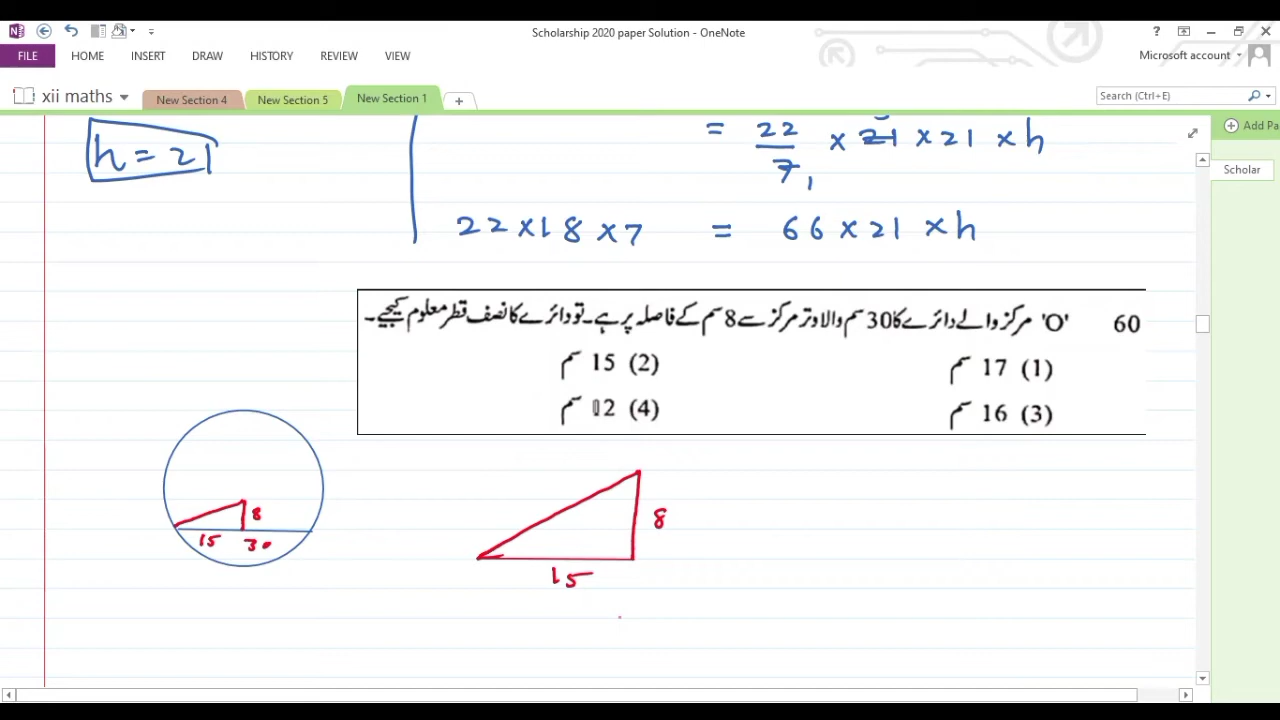 Scholarship 2020 paper Solution - OneNote
?
FILE HOME INSERT DRAW HISTORY REVIEW VIEW
Microsoft account
xii maths
New Section 4
New Section 5
New Section 1
+
Search (Ctrl+E)
Add Pa
Scholar
h = 21
= 22/7 × 21 × 21 × h
22 × 18 × 7 = 66 × 21 × h
60 'O' مرکز والے دائرے کا 30 سم والا وتر مرکز سے 8 سم کے فاصلہ پر ہے۔ تو دائرے کا نصف قطر معلوم کیجیے۔
(1) 17 سم (2) 15 سم
(3) 16 سم (4) 12 سم
8
15 30
8
15